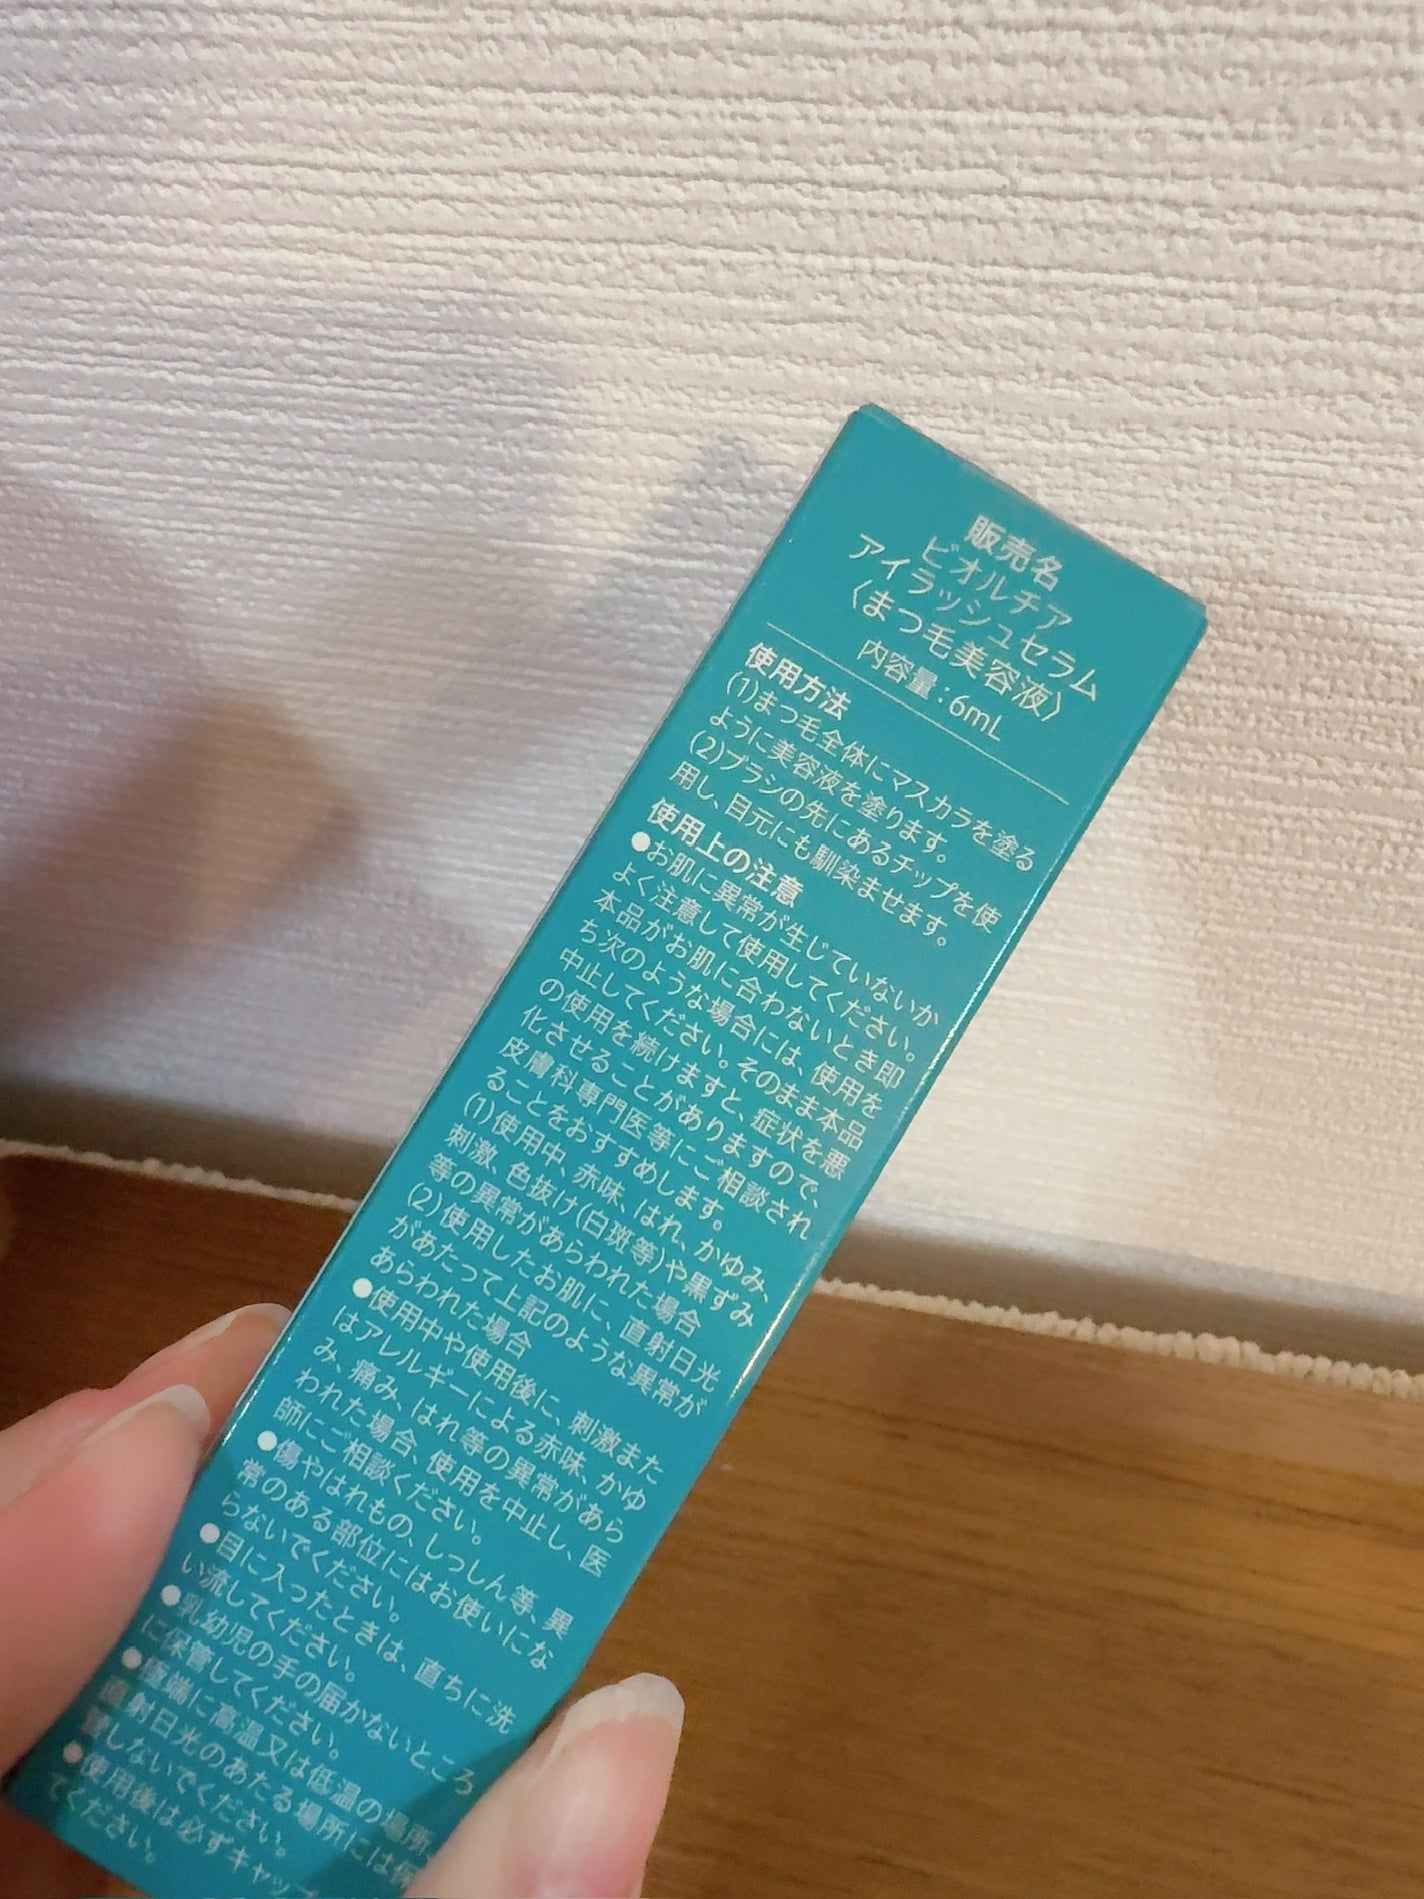 販売名
ビオルチア
アイラッシュセラム
〈まつ毛美容液〉
内容量：6mL
使用方法
(1)まつ毛全体にマスカラを塗る
ように美容液を塗ります。
(2)ブラシの先にあるチップを使
用し、目元にも馴染ませます。
使用上の注意
●お肌に異常が生じていないか
よく注意して使用してください。
本品がお肌に合わないとき即
ち次のような場合には、使用を
中止してください。そのまま本品
の使用を続けますと、症状を悪
化させることがありますので、
皮膚科専門医等にご相談され
ることをおすすめします。
(1)使用中、赤味、はれ、かゆみ、
刺激、色抜け(白斑等)や黒ずみ
等の異常があらわれた場合
(2)使用したお肌に、直射日光
があたって上記のような異常が
あらわれた場合
●使用中や使用後に、刺激また
はアレルギーによる赤味、かゆ
み、痛み、はれ等の異常があら
われた場合、使用を中止し、医
師にご相談ください。
●傷やはれもの、しっしん等、異
常のある部位にはお使いにな
らないでください。
●目に入ったときは、直ちに洗
い流してください。
●乳幼児の手の届かないところ
に保管してください。
●極端に高温又は低温の場所、
直射日光のあたる場所には保
管しないでください。
●使用後は必ずキャップ
てください。